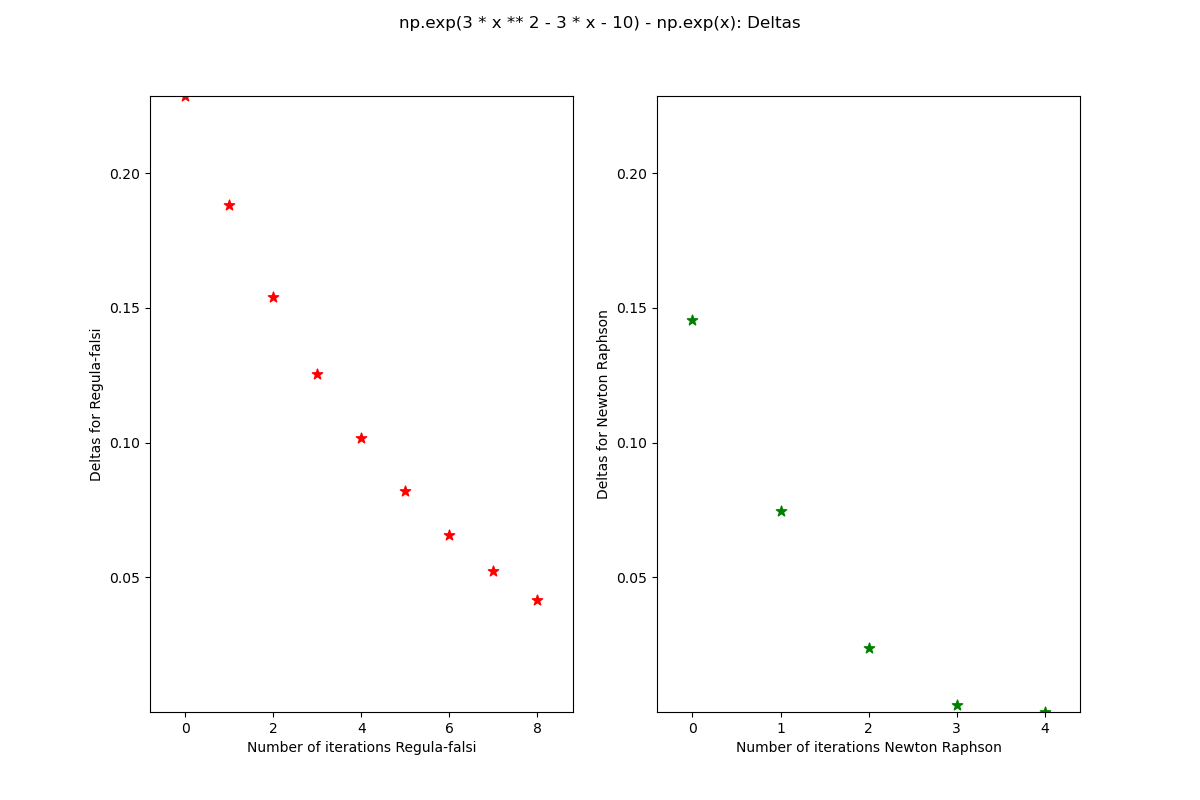 np.exp(3 * x ** 2 - 3 * x - 10) - np.exp(x): Deltas
Deltas for Regula-falsi
0.20
0.15
0.10
0.05
0 2 4 6 8
Number of iterations Regula-falsi
Deltas for Newton Raphson
0.20
0.15
0.10
0.05
0 1 2 3 4
Number of iterations Newton Raphson